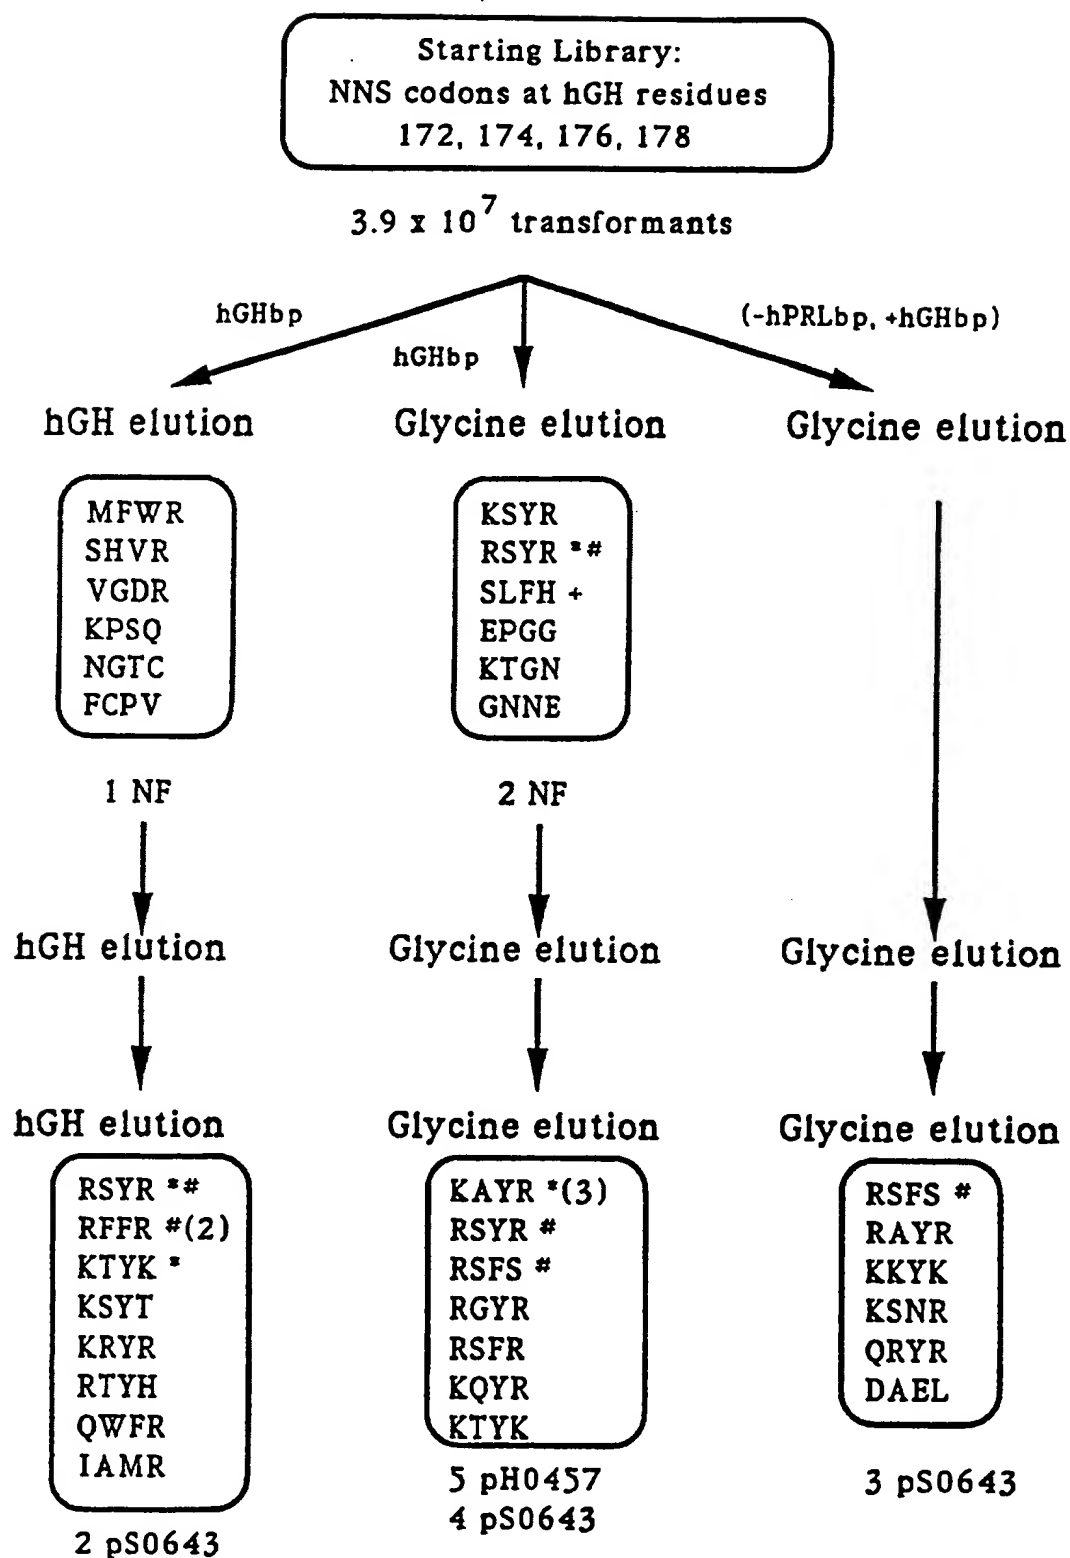 Starting Library:
NNS codons at hGH residues
172, 174, 176, 178
3.9 x 10^7 transformants
hGHbp
hGHbp
(-hPRLbp, +hGHbp)
hGH elution
Glycine elution
Glycine elution
MFWR
SHVR
VGDR
KPSQ
NGTC
FCPV
1 NF
KSYR
RSYR *#
SLFH +
EPGG
KTGN
GNNE
2 NF
hGH elution
Glycine elution
Glycine elution
hGH elution
Glycine elution
Glycine elution
RSYR *#
RFFR #(2)
KTYK *
KSYT
KRYR
RTYH
QWFR
IAMR
2 pS0643
KAYR *(3)
RSYR #
RSFS #
RGYR
RSFR
KQYR
KTYK
5 pH0457
4 pS0643
RSFS #
RAYR
KKYK
KSNR
QRYR
DAEL
3 pS0643